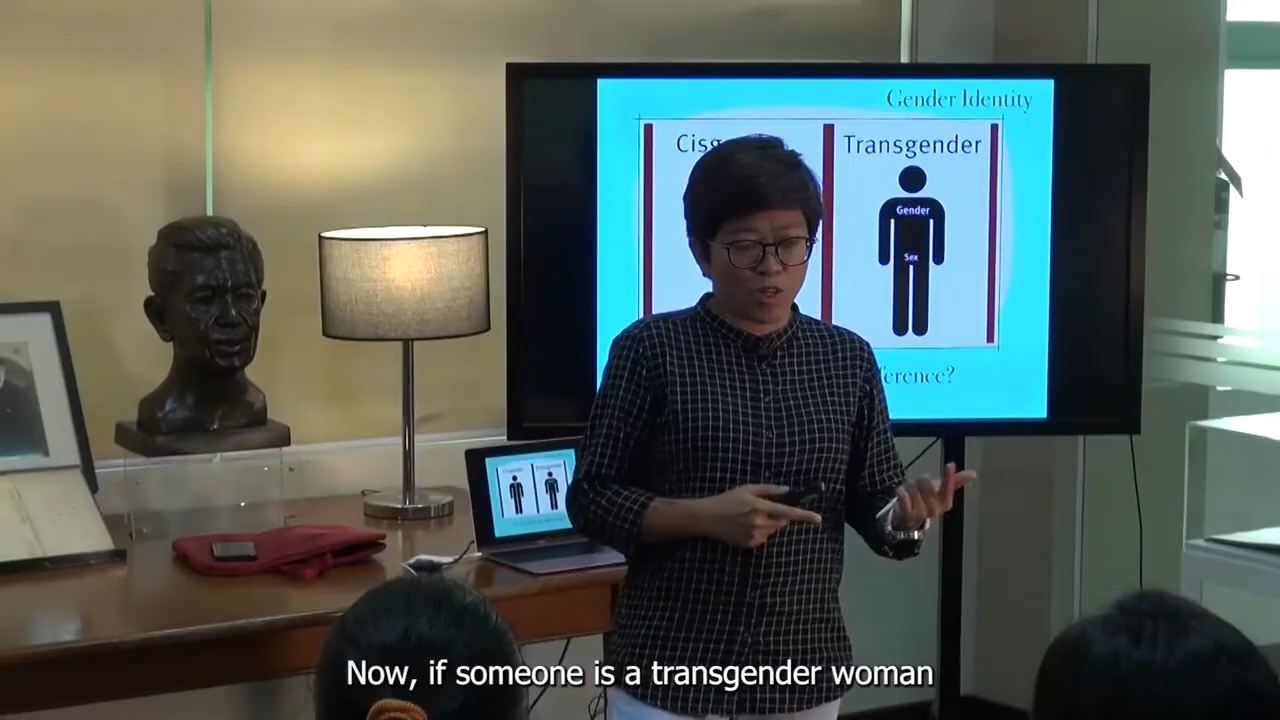 Gender Identity
Transgender
Gender
Sex
Now, if someone is a transgender woman